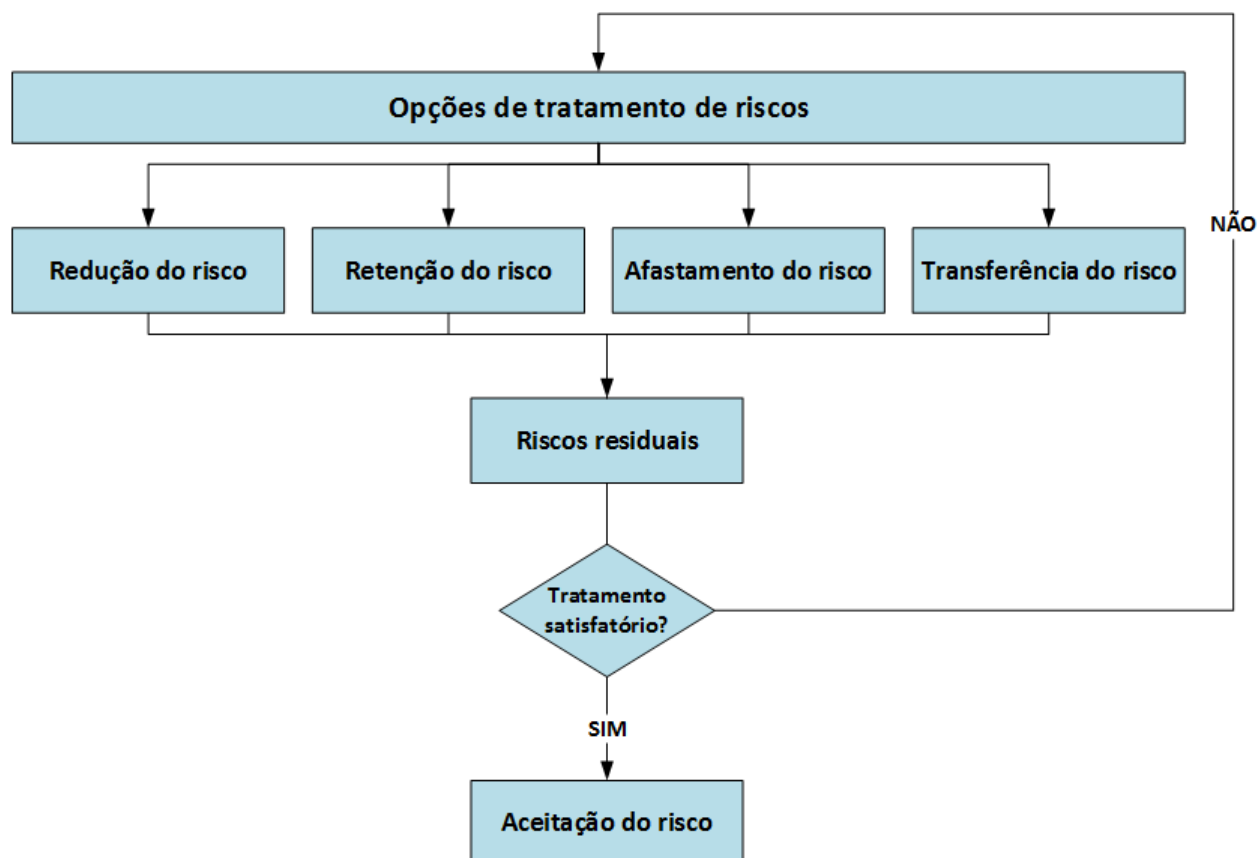 Opções de tratamento de riscos
NÃO
Redução do risco
Retenção do risco
Afastamento do risco
Transferência do risco
Riscos residuais
Tratamento
satisfatório?
SIM
Aceitação do risco